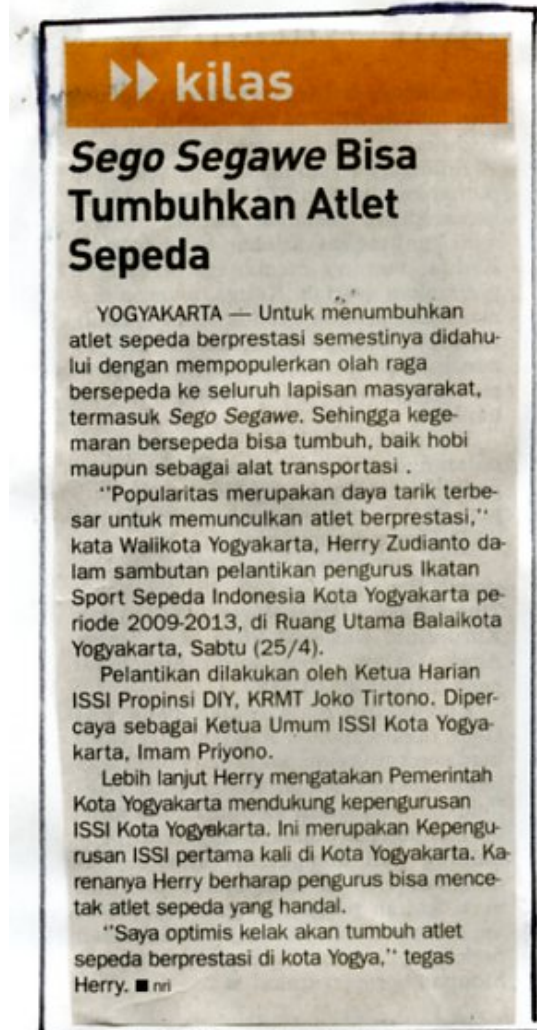 kilas
Sego Segawe Bisa
Tumbuhkan Atlet
Sepeda
YOGYAKARTA — Untuk menumbuhkan
atlet sepeda berprestasi semestinya didahu-
lui dengan mempopulerkan olah raga
bersepeda ke seluruh lapisan masyarakat,
termasuk Sego Segawe. Sehingga kege-
maran bersepeda bisa tumbuh, baik hobi
maupun sebagai alat transportasi .
''Popularitas merupakan daya tarik terbe-
sar untuk memunculkan atlet berprestasi,''
kata Walikota Yogyakarta, Herry Zudianto da-
lam sambutan pelantikan pengurus Ikatan
Sport Sepeda Indonesia Kota Yogyakarta pe-
riode 2009-2013, di Ruang Utama Balaikota
Yogyakarta, Sabtu (25/4).
Pelantikan dilakukan oleh Ketua Harian
ISSI Propinsi DIY, KRMT Joko Tirtono. Diper-
caya sebagai Ketua Umum ISSI Kota Yogya-
karta, Imam Priyono.
Lebih lanjut Herry mengatakan Pemerintah
Kota Yogyakarta mendukung kepengurusan
ISSI Kota Yogyakarta. Ini merupakan Kepengu-
rusan ISSI pertama kali di Kota Yogyakarta. Ka-
renanya Herry berharap pengurus bisa mence-
tak atlet sepeda yang handal.
''Saya optimis kelak akan tumbuh atlet
sepeda berprestasi di kota Yogya,'' tegas
Herry. ■ nri